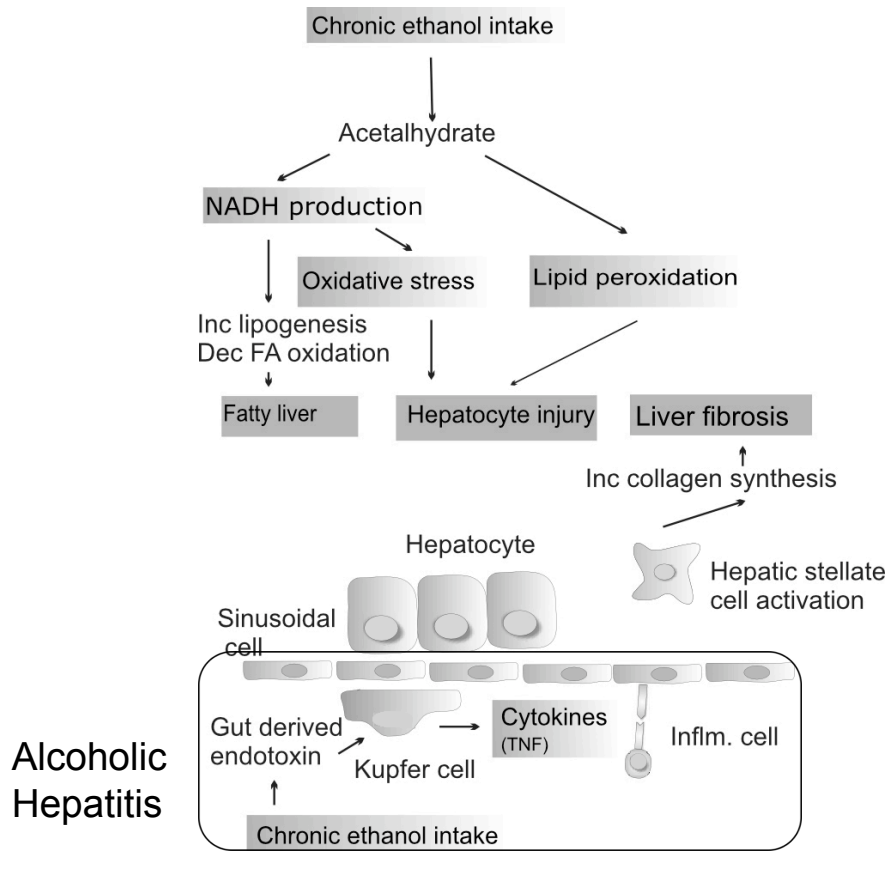 Chronic ethanol intake
Acetalhydrate
NADH production
Oxidative stress
Lipid peroxidation
Inc lipogenesis
Dec FA oxidation
Fatty liver
Hepatocyte injury
Liver fibrosis
Inc collagen synthesis
Hepatocyte
Hepatic stellate
cell activation
Sinusoidal
cell
Gut derived
endotoxin
Kupfer cell
Cytokines
(TNF)
Inflm. cell
Alcoholic
Hepatitis
Chronic ethanol intake